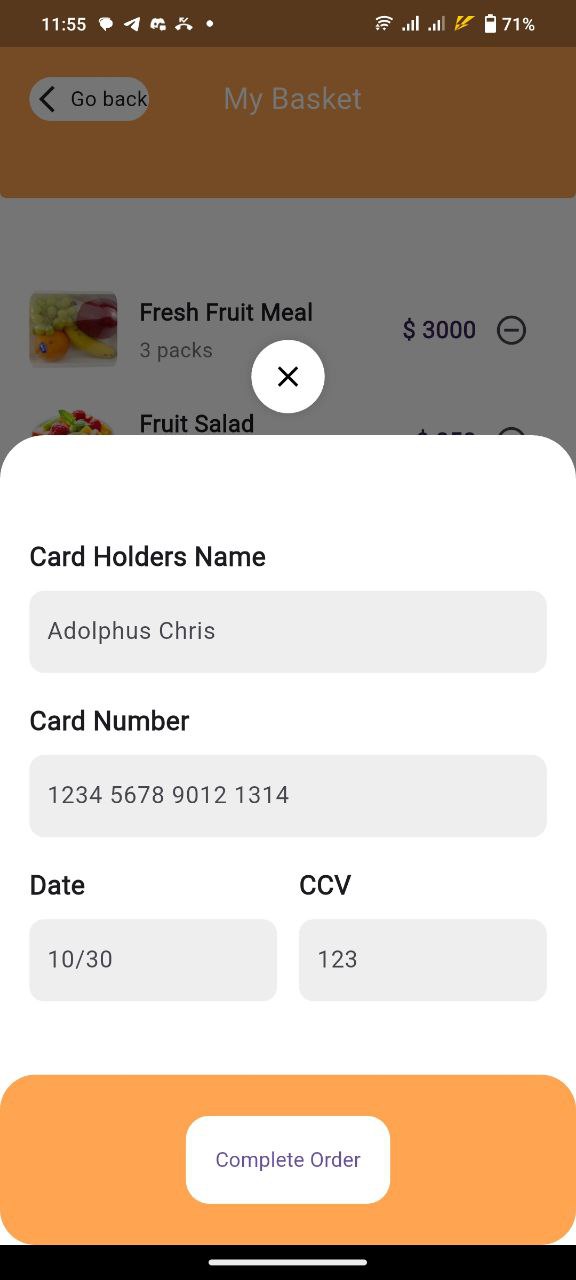 11:55
71%
Go back
My Basket
Fresh Fruit Meal
$ 3000
3 packs
Fruit Salad
Card Holders Name
Adolphus Chris
Card Number
1234 5678 9012 1314
Date
CCV
10/30
123
Complete Order